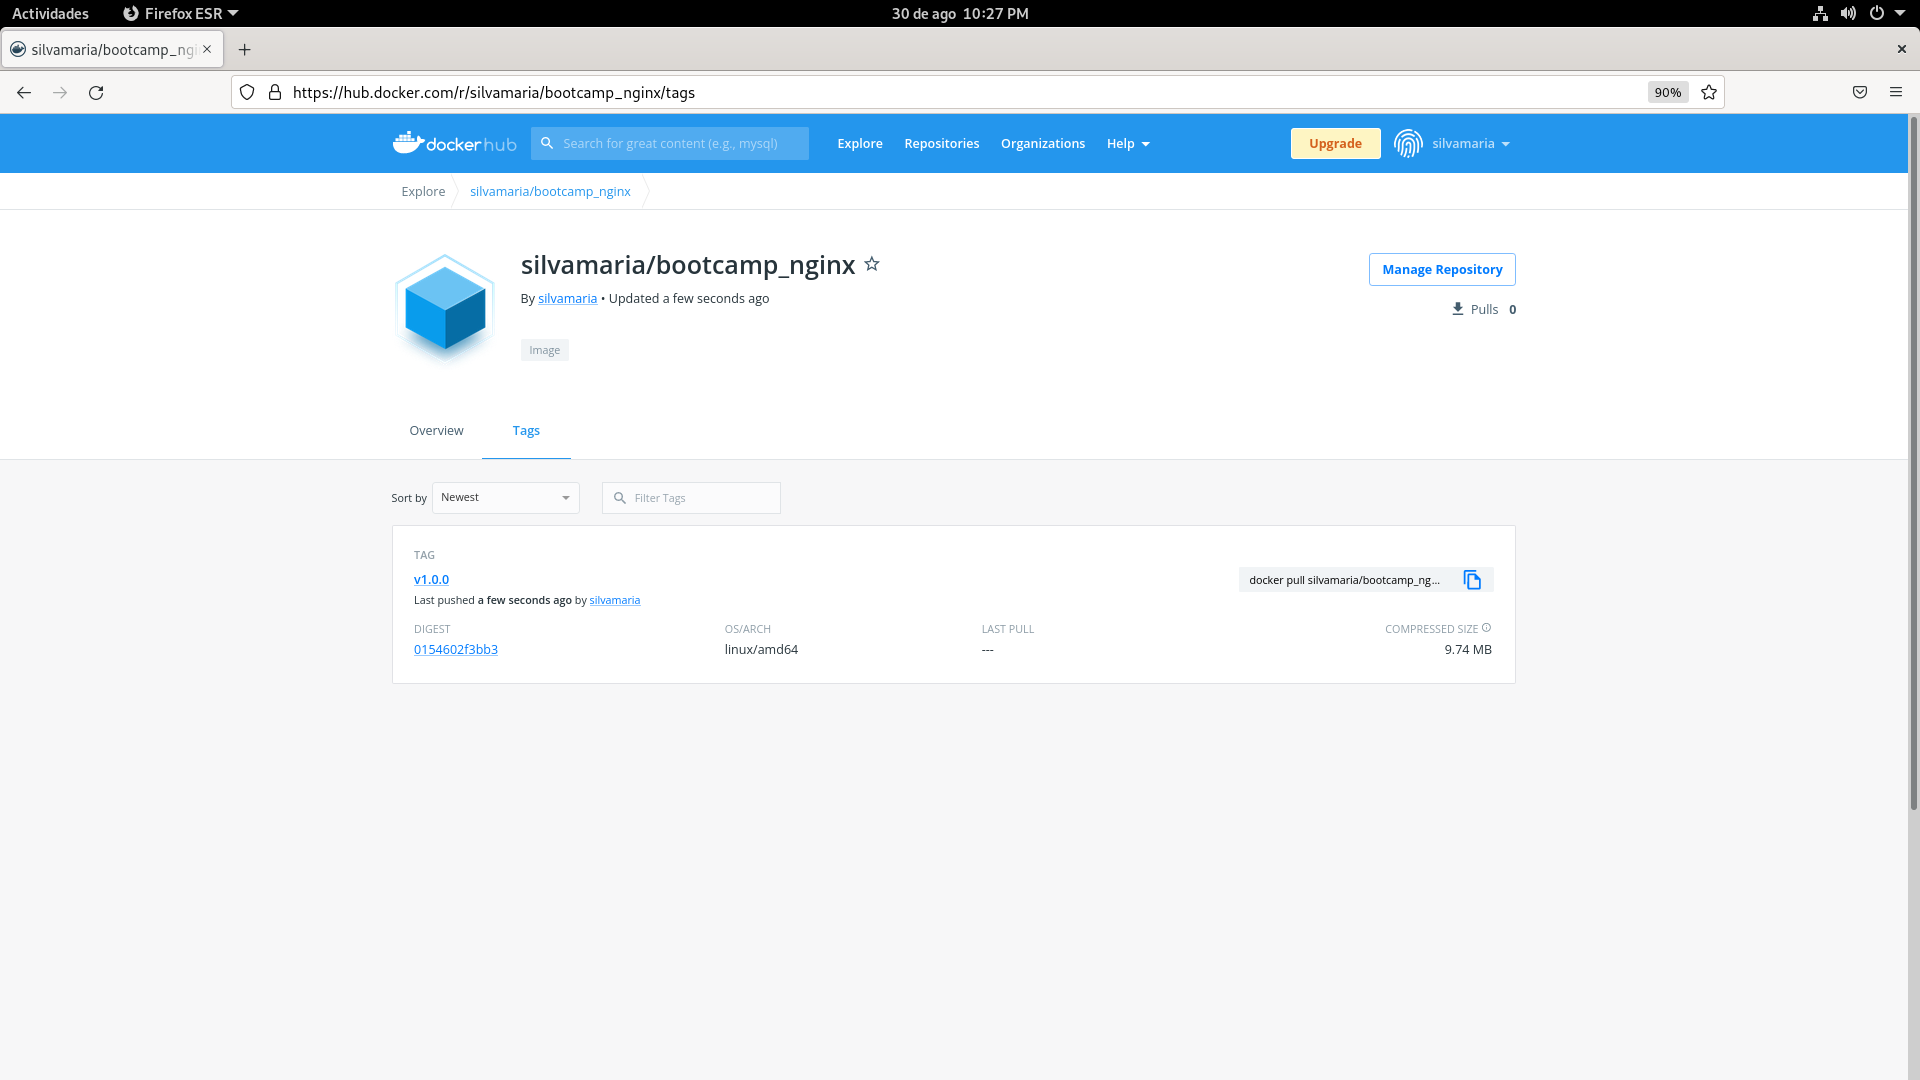 Actividades Firefox ESR 30 de ago 10:27 PM
silvamaria/bootcamp_ngi
https://hub.docker.com/r/silvamaria/bootcamp_nginx/tags 90%
docker hub Search for great content (e.g., mysql) Explore Repositories Organizations Help Upgrade silvamaria
Explore silvamaria/bootcamp_nginx
silvamaria/bootcamp_nginx
Manage Repository
By silvamaria • Updated a few seconds ago
Pulls 0
Image
Overview Tags
Sort by Newest Filter Tags
TAG
v1.0.0 docker pull silvamaria/bootcamp_ng...
Last pushed a few seconds ago by silvamaria
DIGEST OS/ARCH LAST PULL COMPRESSED SIZE
0154602f3bb3 linux/amd64 --- 9.74 MB